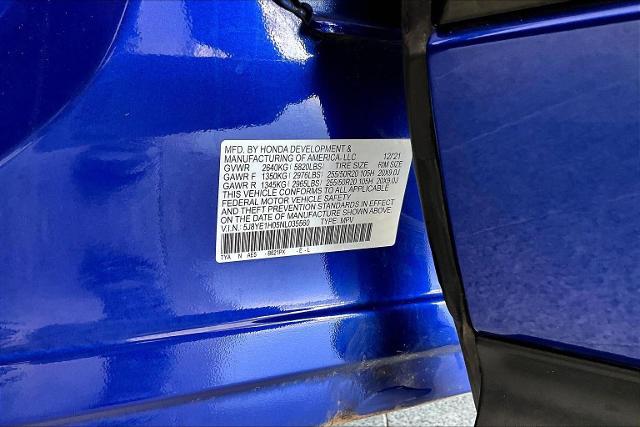 MFD. BY HONDA DEVELOPMENT &
MANUFACTURING OF AMERICA, LLC 12/21
GVWR 2640KG(5820LBS) TIRE SIZE RIM SIZE
GAWR F 1350KG(2976LBS) 255/50R20 105H 20X9.0J
GAWR R 1345KG(2965LBS) 255/50R20 105H 20X9.0J
THIS VEHICLE CONFORMS TO ALL APPLICABLE
FEDERAL MOTOR VEHICLE SAFETY
AND THEFT PREVENTION STANDARDS IN EFFECT
ON THE DATE OF MANUFACTURE SHOWN ABOVE.
V.I.N.: 5J8YE1H05NL035560 TYPE: MPV
TYA N AES - B621PX -E -L